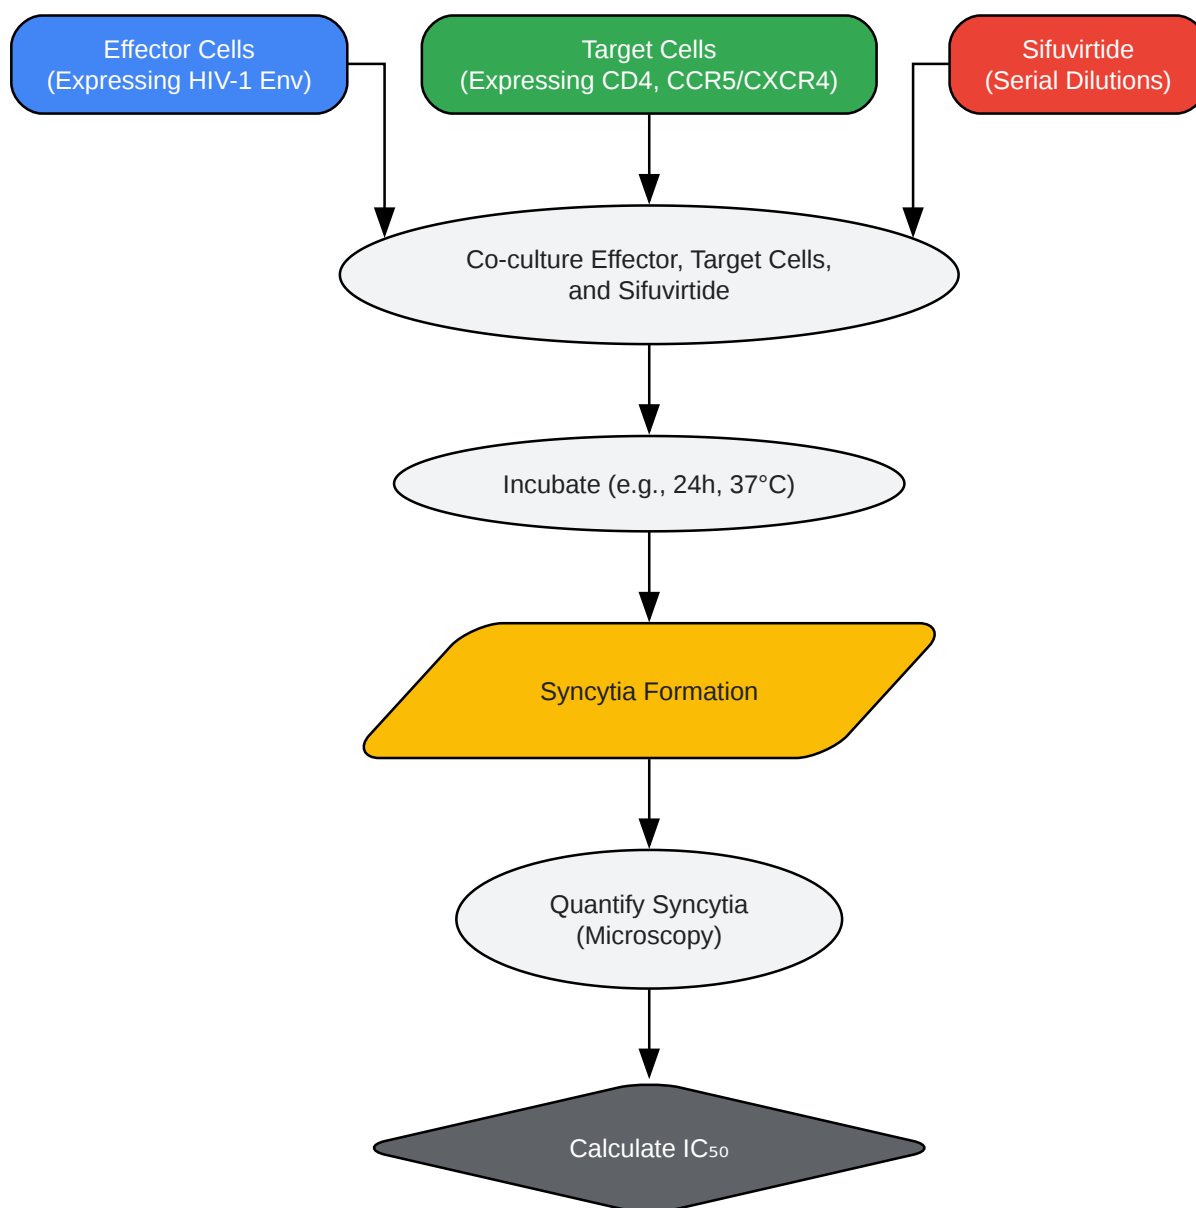 Effector Cells
(Expressing HIV-1 Env)
Target Cells
(Expressing CD4, CCR5/CXCR4)
Sifuvirtide
(Serial Dilutions)
Co-culture Effector, Target Cells,
and Sifuvirtide
Incubate (e.g., 24h, 37°C)
Syncytia Formation
Quantify Syncytia
(Microscopy)
Calculate IC₅₀